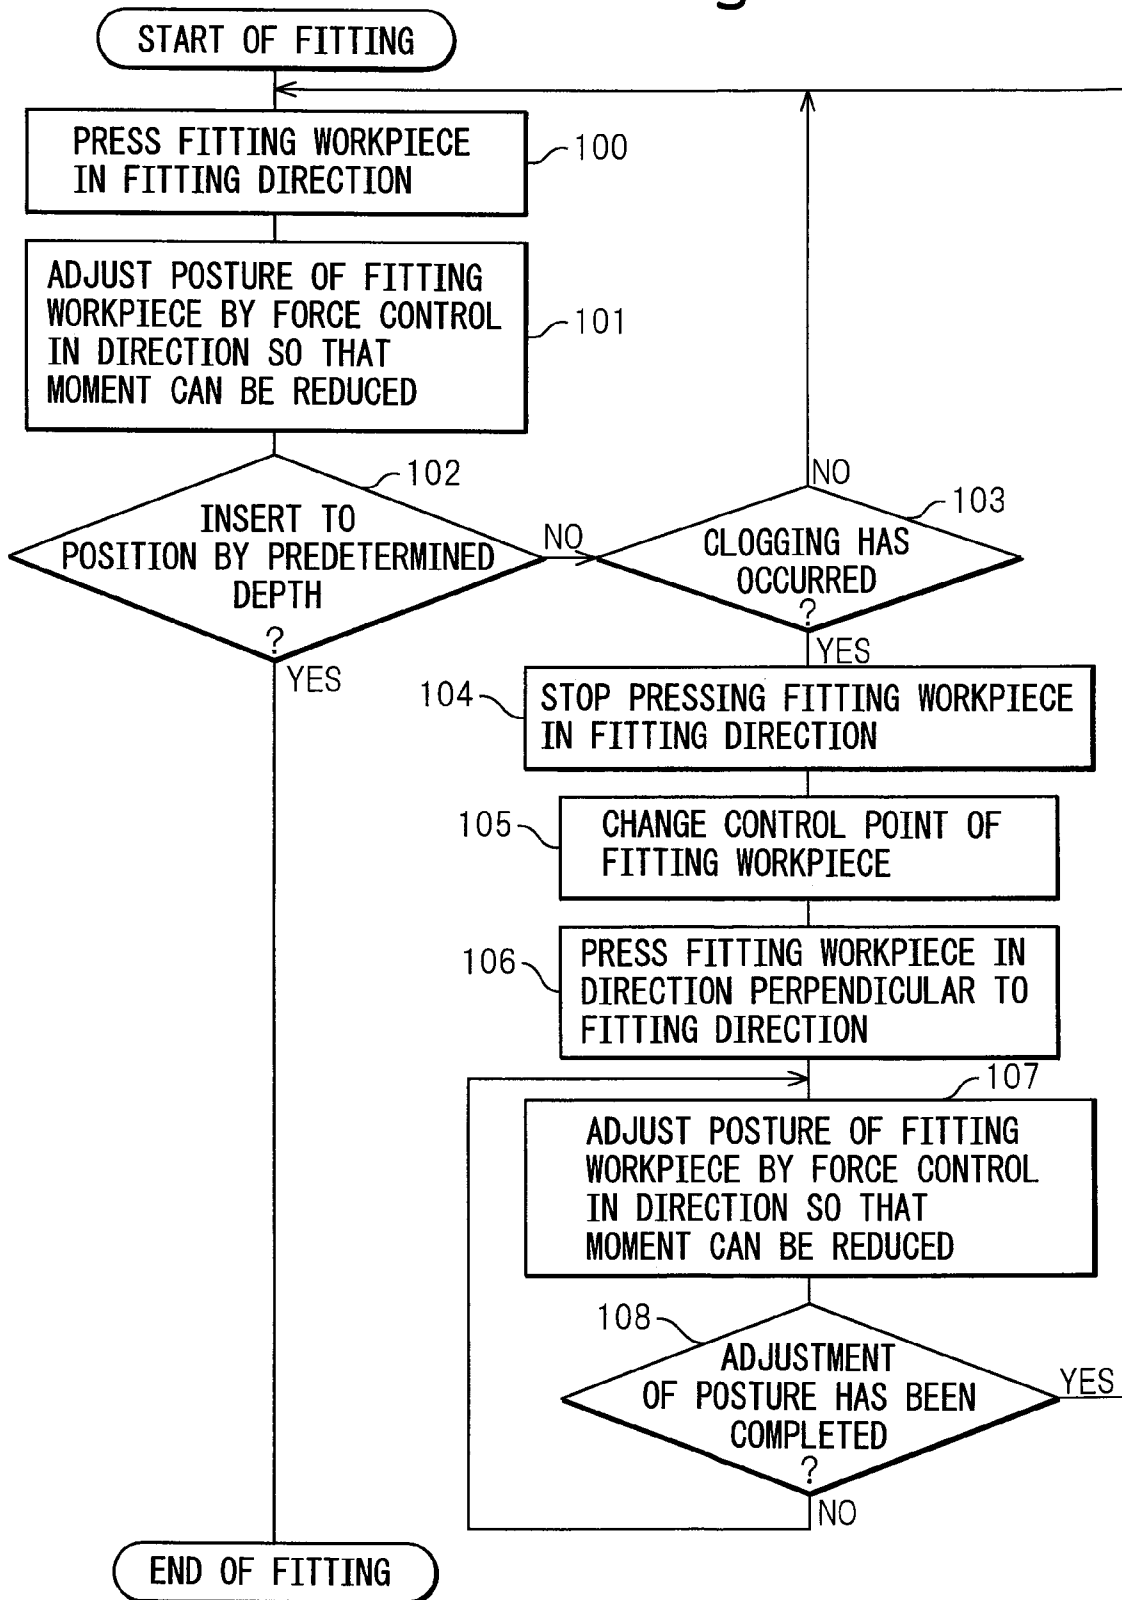 START OF FITTING
PRESS FITTING WORKPIECE
IN FITTING DIRECTION
100
ADJUST POSTURE OF FITTING
WORKPIECE BY FORCE CONTROL
IN DIRECTION SO THAT
MOMENT CAN BE REDUCED
101
102
INSERT TO
POSITION BY PREDETERMINED
DEPTH
?
NO
YES
NO
103
CLOGGING HAS
OCCURRED
?
YES
104
STOP PRESSING FITTING WORKPIECE
IN FITTING DIRECTION
105
CHANGE CONTROL POINT OF
FITTING WORKPIECE
106
PRESS FITTING WORKPIECE IN
DIRECTION PERPENDICULAR TO
FITTING DIRECTION
107
ADJUST POSTURE OF FITTING
WORKPIECE BY FORCE CONTROL
IN DIRECTION SO THAT
MOMENT CAN BE REDUCED
108
ADJUSTMENT
OF POSTURE HAS BEEN
COMPLETED
?
YES
NO
END OF FITTING